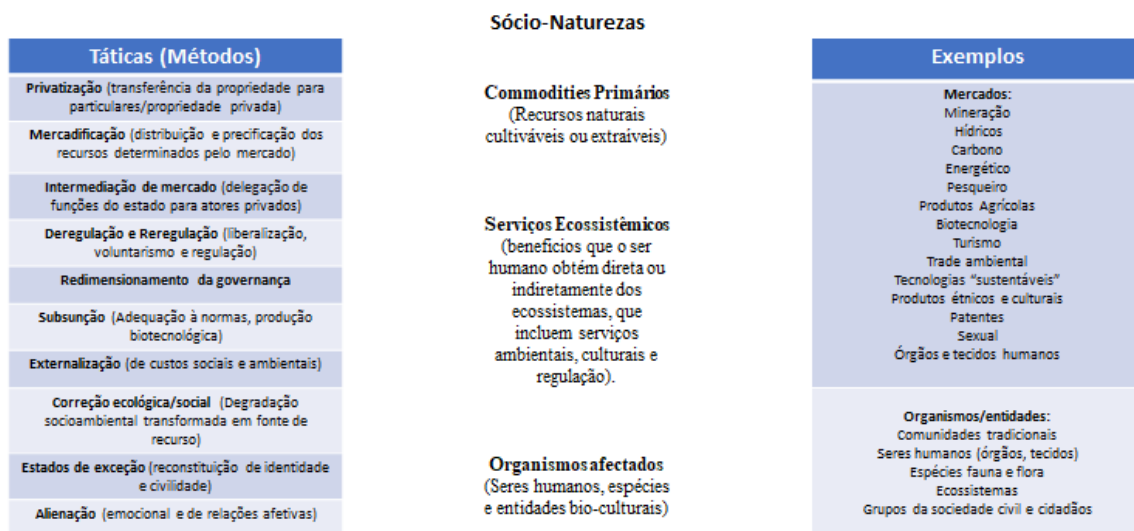 Sócio-Naturezas
Táticas (Métodos)
Privatização (transferência da propriedade para
particulares/propriedade privada)
Mercadificação (distribuição e precificação dos
recursos determinados pelo mercado)
Intermediação de mercado (delegação de
funções do estado para atores privados)
Deregulação e Reregulação (liberalização,
voluntarismo e regulação)
Redimensionamento da governança
Subsunção (Adequação à normas, produção
biotecnológica)
Externalização (de custos sociais e ambientais)
Correção ecológica/social (Degradação
socioambiental transformada em fonte de
recurso)
Estados de exceção (reconstituição de identidade
e civilidade)
Alienação (emocional e de relações afetivas)
Commodities Primários
(Recursos naturais
cultiváveis ou extraíveis)
Serviços Ecossistêmicos
(beneficios que o ser
humano obtém direta ou
indiretamente dos
ecossistemas, que
incluem serviços
ambientais, culturais e
regulação).
Organismos afectados
(Seres humanos, espécies
e entidades bio-culturais)
Exemplos
Mercados:
Mineração
Hídricos
Carbono
Energético
Pesqueiro
Produtos Agrícolas
Biotecnologia
Turismo
Trade ambiental
Tecnologias “sustentáveis”
Produtos étnicos e culturais
Patentes
Sexual
Órgãos e tecidos humanos
Organismos/entidades:
Comunidades tradicionais
Seres humanos (órgãos, tecidos)
Espécies fauna e flora
Ecossistemas
Grupos da sociedade civil e cidadãos